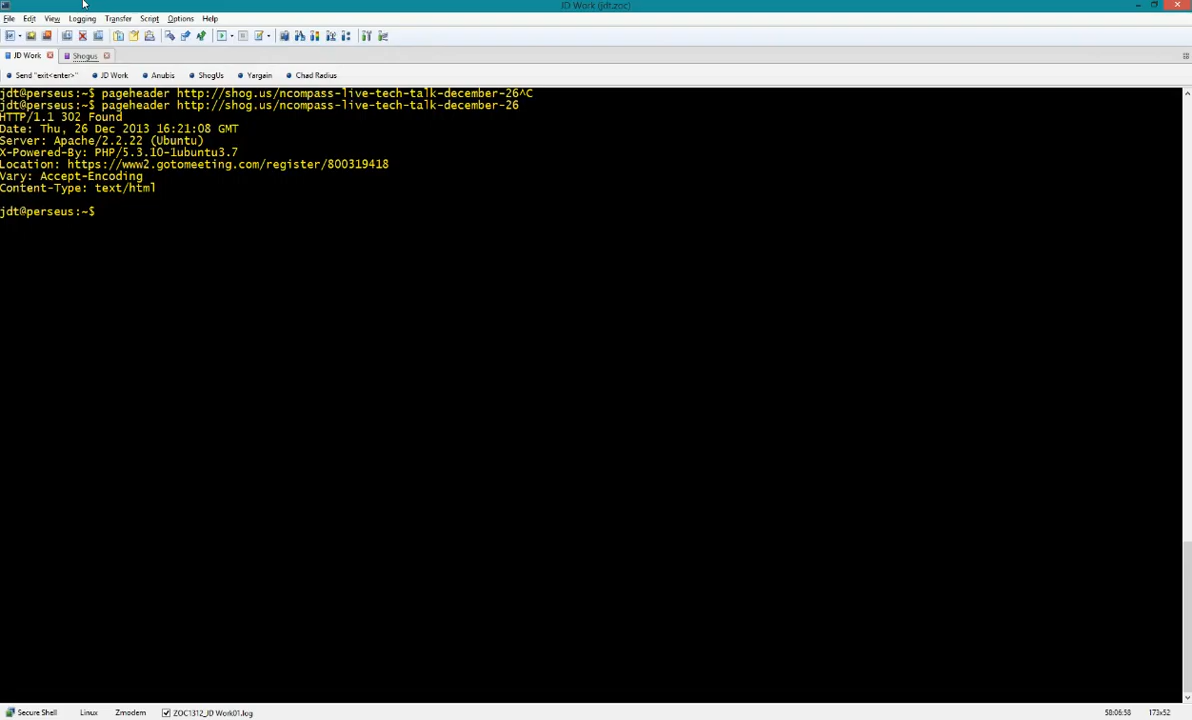 JD Work (jdt.zoc)
File Edit View Logging Transfer Script Options Help
JD Work Shogus
Send "exit<enter>" JD Work Anubis ShogUs Yargain Chad Radius
jdt@perseus:~$ pageheader http://shog.us/ncompass-live-tech-talk-december-26^C
jdt@perseus:~$ pageheader http://shog.us/ncompass-live-tech-talk-december-26
HTTP/1.1 302 Found
Date: Thu, 26 Dec 2013 16:21:08 GMT
Server: Apache/2.2.22 (Ubuntu)
X-Powered-By: PHP/5.3.10-1ubuntu3.7
Location: https://www2.gotomeeting.com/register/800319418
Vary: Accept-Encoding
Content-Type: text/html
jdt@perseus:~$
Secure Shell Linux Zmodem ZOC1312_JD Work01.log 58:06:58 173x52